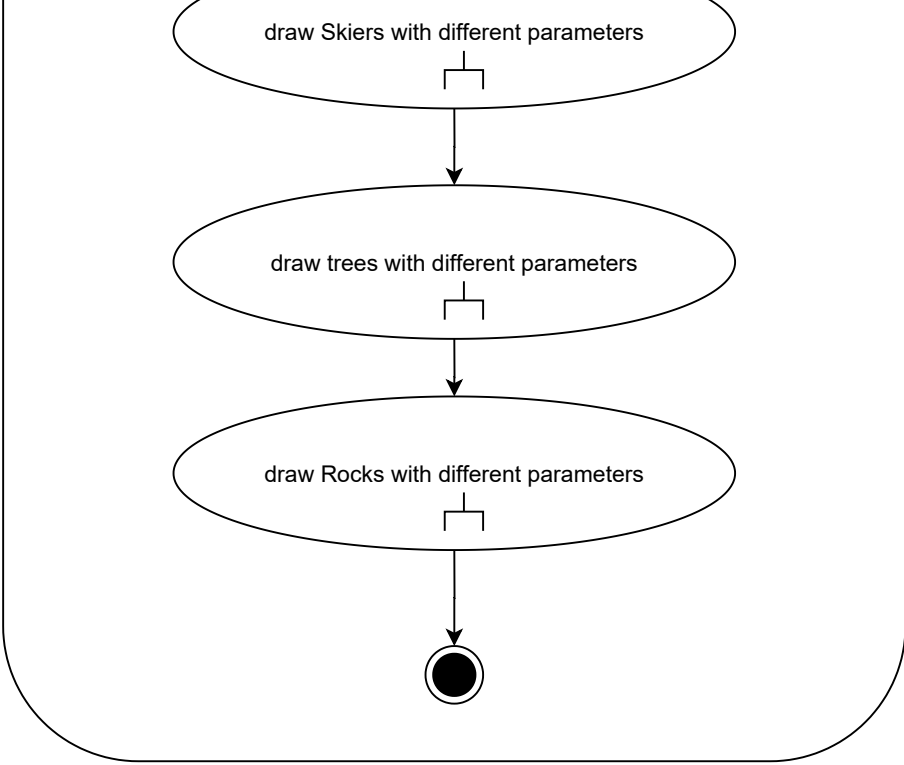 draw Skiers with different parameters
draw trees with different parameters
draw Rocks with different parameters